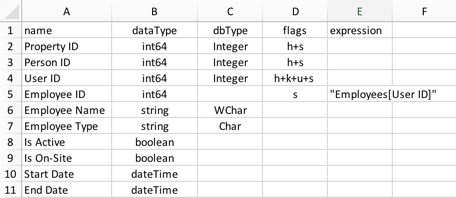 A B C D E F
1 name dataType dbType flags expression
2 Property ID int64 Integer h+s
3 Person ID int64 Integer h+s
4 User ID int64 Integer h+k+u+s
5 Employee ID int64 s "Employees[User ID]"
6 Employee Name string WChar
7 Employee Type string Char
8 Is Active boolean
9 Is On-Site boolean
10 Start Date dateTime
11 End Date dateTime